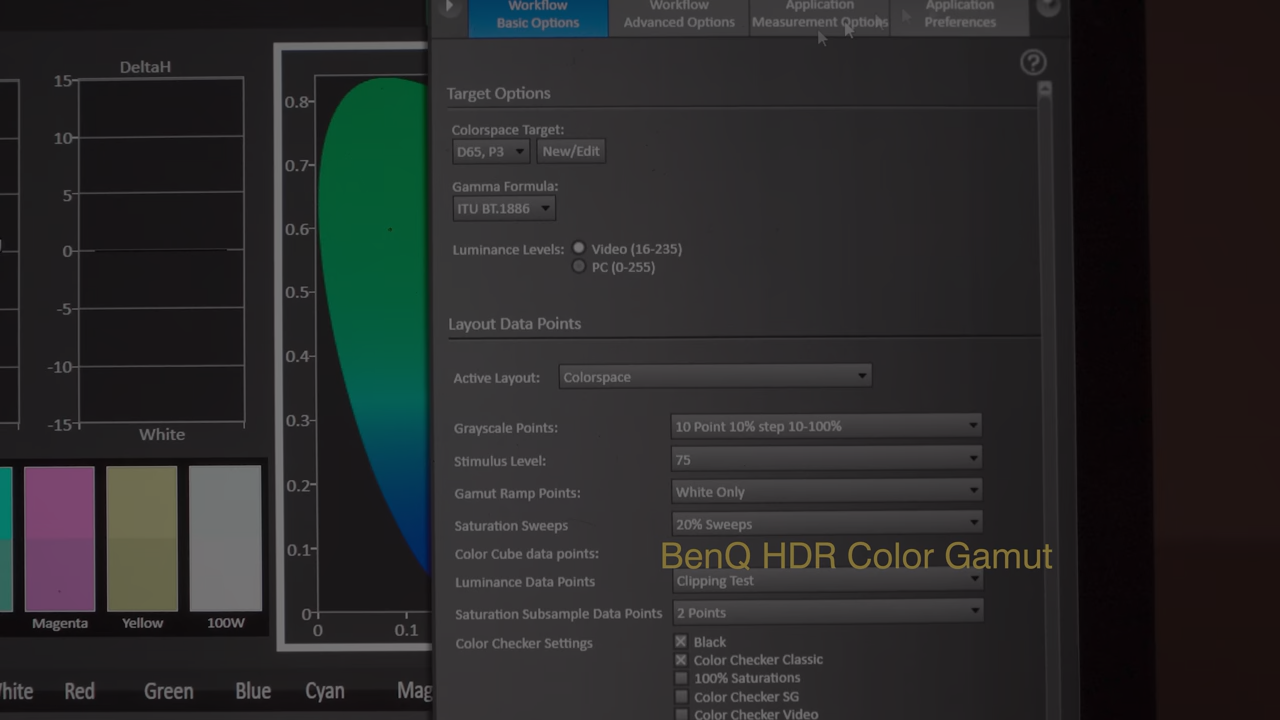 Workflow
Basic Options
Workflow
Advanced Options
Application
Measurement Options
Application
Preferences
DeltaH
15
10
5
0
-5
-10
-15
White
Magenta
Yellow
100W
Red
Green
Blue
Cyan
0.8
0.7
0.6
0.5
0.4
0.3
0.2
0.1
0
0
0.1
Target Options
Colorspace Target:
D65, P3
New/Edit
Gamma Formula:
ITU BT.1886
Luminance Levels:
Video (16-235)
PC (0-255)
Layout Data Points
Active Layout:
Colorspace
Grayscale Points:
10 Point 10% step 10-100%
Stimulus Level:
75
Gamut Ramp Points:
White Only
Saturation Sweeps
20% Sweeps
Color Cube data points:
BenQ HDR Color Gamut
Luminance Data Points
Clipping Test
Saturation Subsample Data Points
2 Points
Color Checker Settings
Black
Color Checker Classic
100% Saturations
Color Checker SG
Color Checker Video